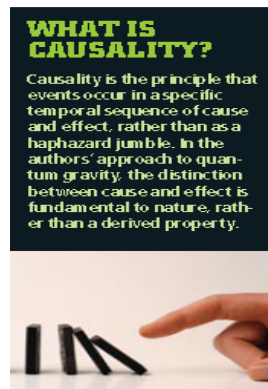 WHAT IS
CAUSALITY?
Causality is the principle that
events occur in a specific
temporal sequence of cause
and effect, rather than as a
haphazard jumble. In the
authors’ approach to quan-
tum gravity, the distinction
between cause and effect is
fundamental to nature, rath-
er than a derived property.